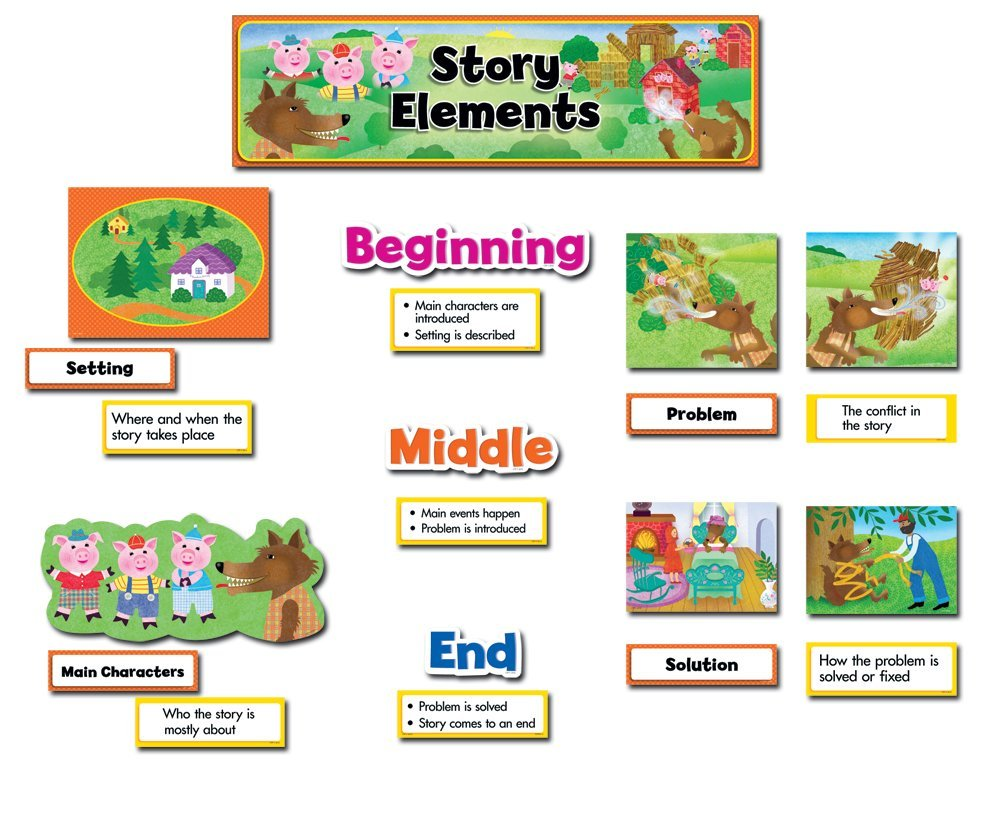 Story
Elements
Setting
Where and when the
story takes place
Main Characters
Who the story is
mostly about
Beginning
• Main characters are
introduced
• Setting is described
Middle
• Main events happen
• Problem is introduced
End
• Problem is solved
• Story comes to an end
Problem
The conflict in
the story
Solution
How the problem is
solved or fixed